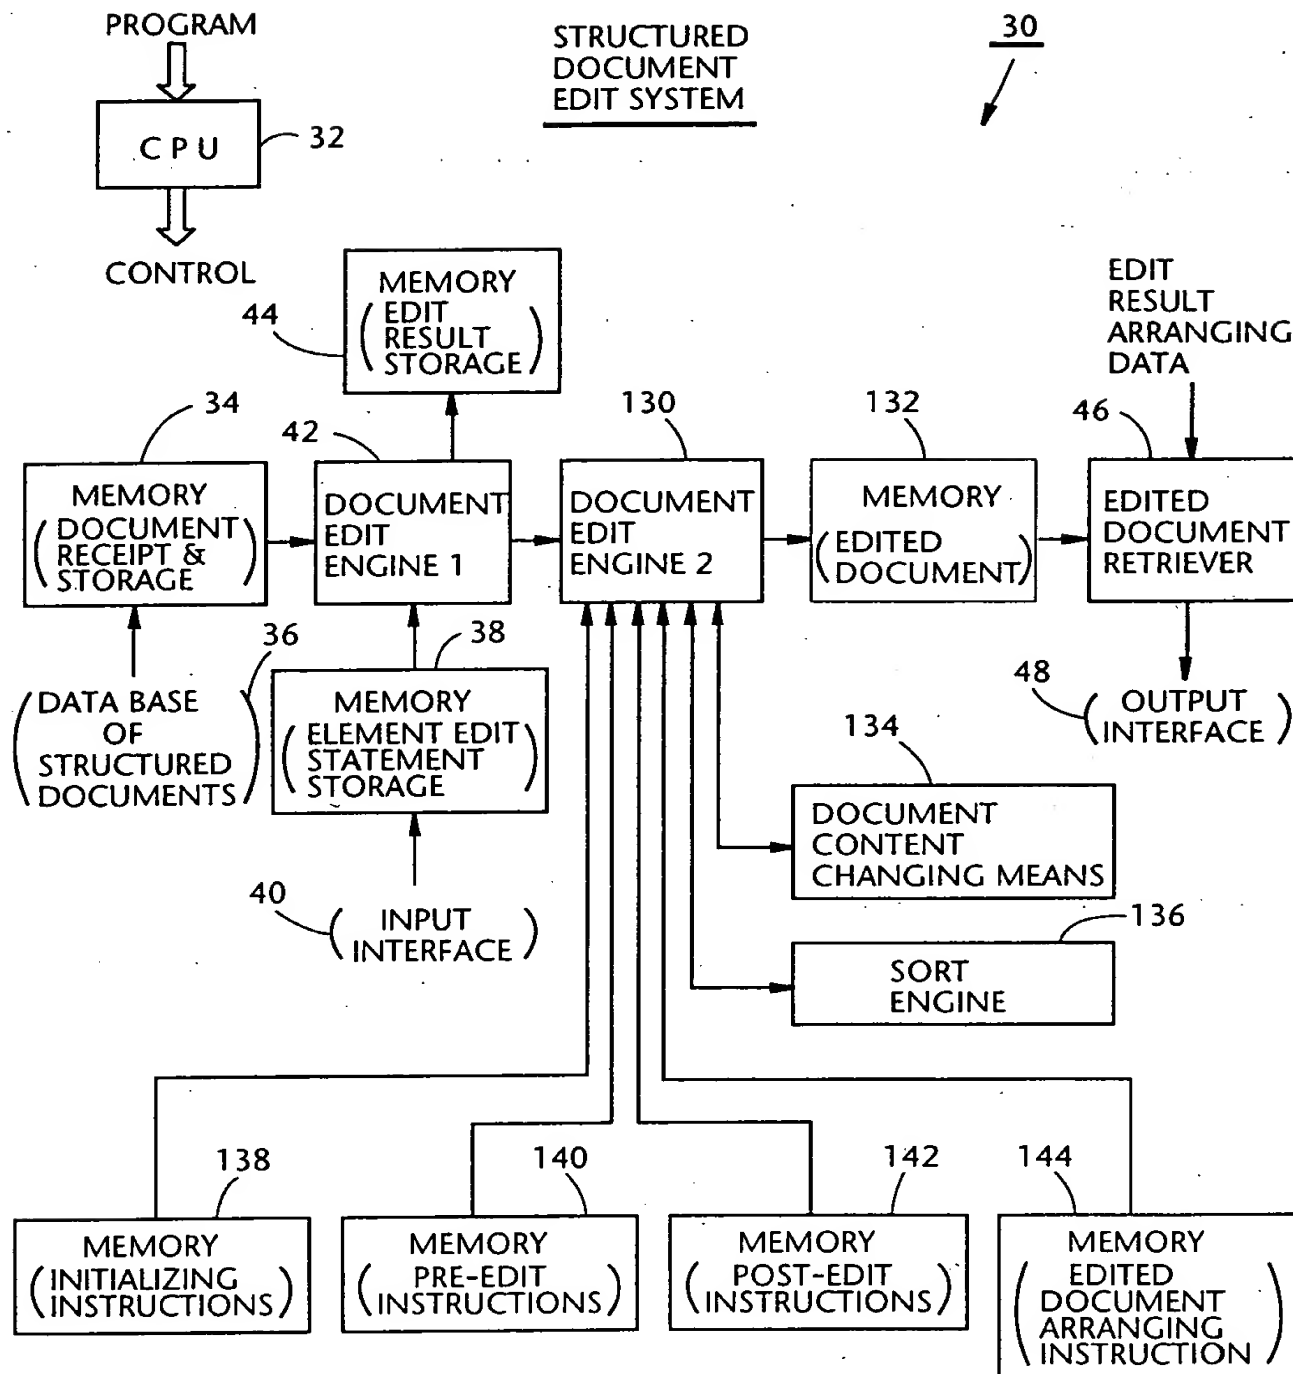 PROGRAM
CPU
32
CONTROL
STRUCTURED
DOCUMENT
EDIT SYSTEM
30
44
MEMORY
(EDIT
RESULT
STORAGE)
EDIT
RESULT
ARRANGING
DATA
34
MEMORY
(DOCUMENT
RECEIPT &
STORAGE)
42
DOCUMENT
EDIT
ENGINE 1
130
DOCUMENT
EDIT
ENGINE 2
132
MEMORY
(EDITED
DOCUMENT)
46
EDITED
DOCUMENT
RETRIEVER
36
(DATA BASE
OF
STRUCTURED
DOCUMENTS)
38
MEMORY
(ELEMENT EDIT
STATEMENT
STORAGE)
48
(OUTPUT
INTERFACE)
40
(INPUT
INTERFACE)
134
DOCUMENT
CONTENT
CHANGING MEANS
136
SORT
ENGINE
138
MEMORY
(INITIALIZING
INSTRUCTIONS)
140
MEMORY
(PRE-EDIT
INSTRUCTIONS)
142
MEMORY
(POST-EDIT
INSTRUCTIONS)
144
MEMORY
(EDITED
DOCUMENT
ARRANGING
INSTRUCTION)